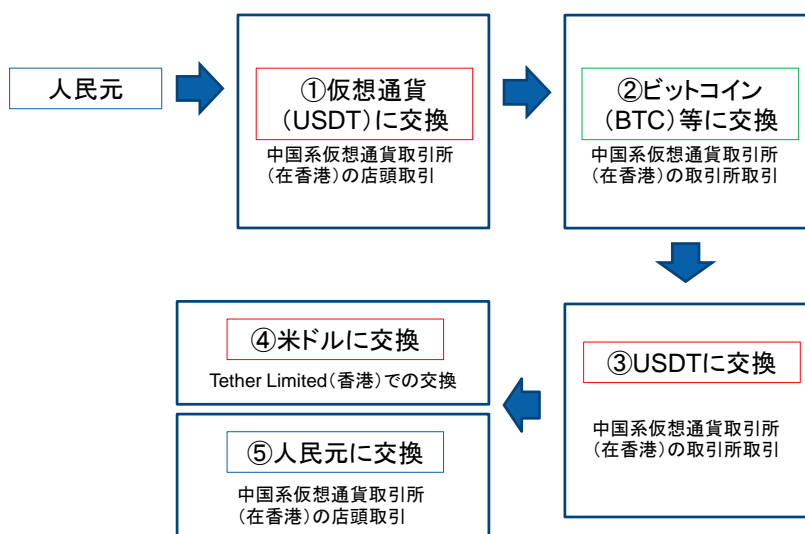 人民元
①仮想通貨
（USDT）に交換
中国系仮想通貨取引所
（在香港）の店頭取引
②ビットコイン
（BTC）等に交換
中国系仮想通貨取引所
（在香港）の取引所取引
③USDTに交換
中国系仮想通貨取引所
（在香港）の取引所取引
④米ドルに交換
Tether Limited（香港）での交換
⑤人民元に交換
中国系仮想通貨取引所
（在香港）の店頭取引